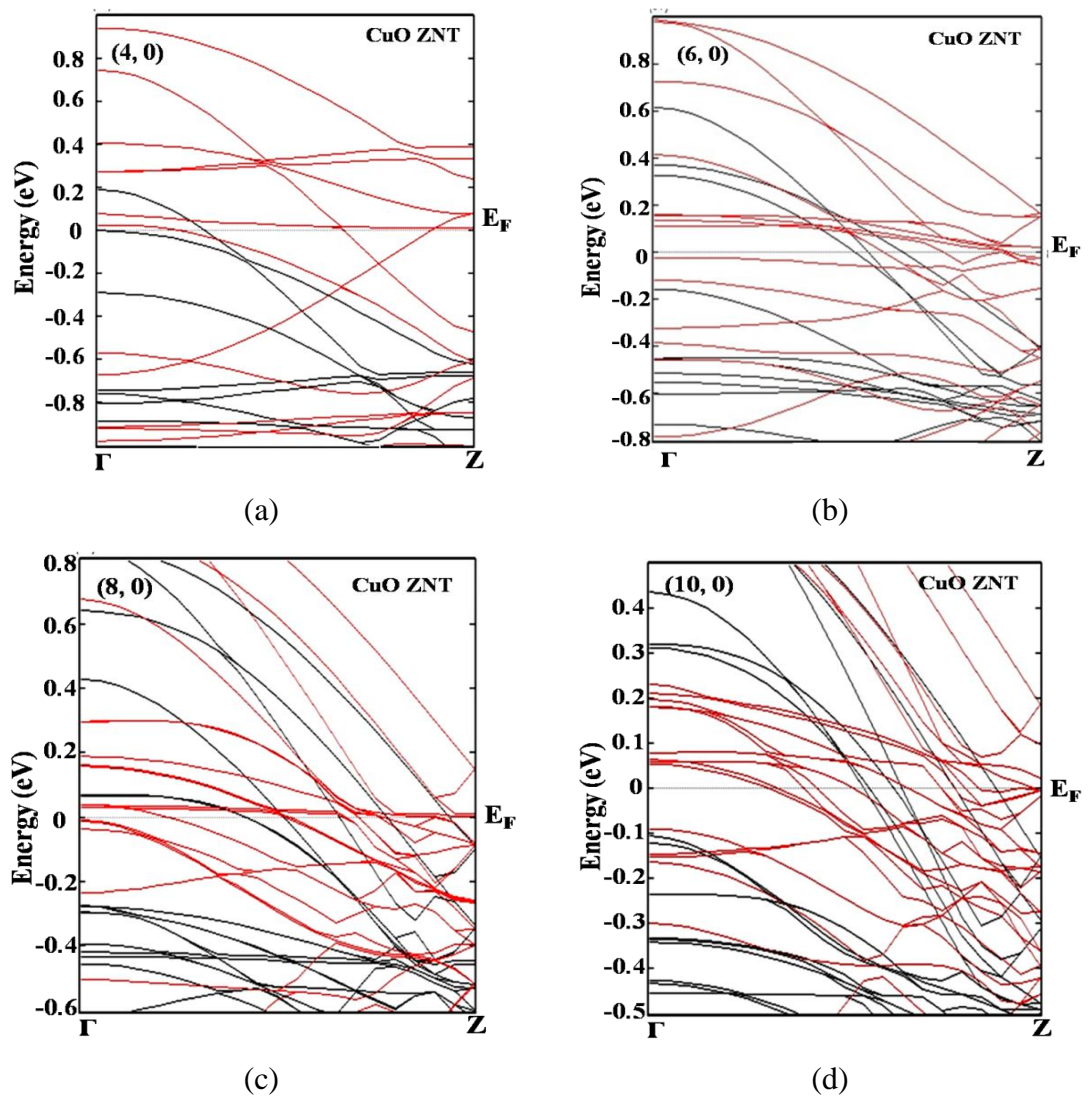 (4, 0)
CuO ZNT
0.8
0.6
0.4
0.2
0
-0.2
-0.4
-0.6
-0.8
Energy (eV)
E_F
Γ
Z
(a)
(6, 0)
CuO ZNT
0.8
0.6
0.4
0.2
0
-0.2
-0.4
-0.6
-0.8
Energy (eV)
E_F
Γ
Z
(b)
(8, 0)
CuO ZNT
0.8
0.6
0.4
0.2
0
-0.2
-0.4
-0.6
Energy (eV)
E_F
Γ
Z
(c)
(10, 0)
CuO ZNT
0.4
0.3
0.2
0.1
0
-0.1
-0.2
-0.3
-0.4
-0.5
Energy (eV)
E_F
Γ
Z
(d)